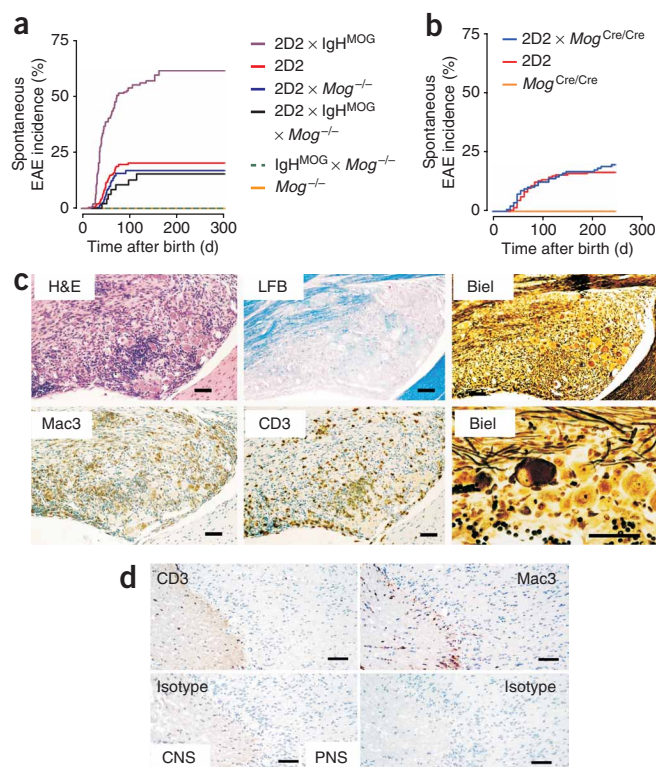 a
Spontaneous
EAE incidence (%)
75
50
25
0
0 100 200 300
Time after birth (d)
2D2 × IgH^MOG
2D2
2D2 × Mog^−/−
2D2 × IgH^MOG
× Mog^−/−
IgH^MOG × Mog^−/−
Mog^−/−
b
Spontaneous
EAE incidence (%)
75
50
25
0
0 100 200 300
Time after birth (d)
2D2 × Mog^Cre/Cre
2D2
Mog^Cre/Cre
c
H&E
LFB
Biel
Mac3
CD3
Biel
d
CD3
Mac3
Isotype
Isotype
CNS
PNS